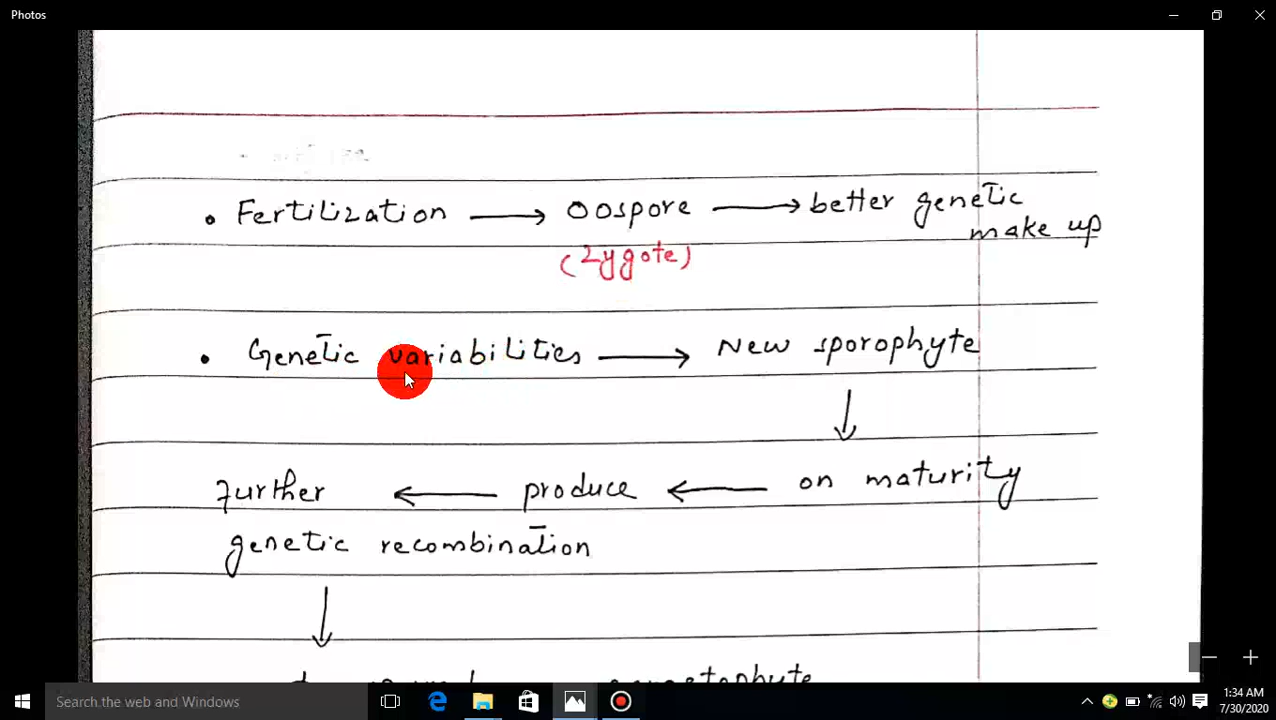 Photos
• Fertilization → Oospore → better genetic
make up
(Zygote)
• Genetic variabilities → New sporophyte
↓
Further ← produce ← on maturity
genetic recombination
↓
gametophyte
Search the web and Windows
1:34 AM
7/30/2020